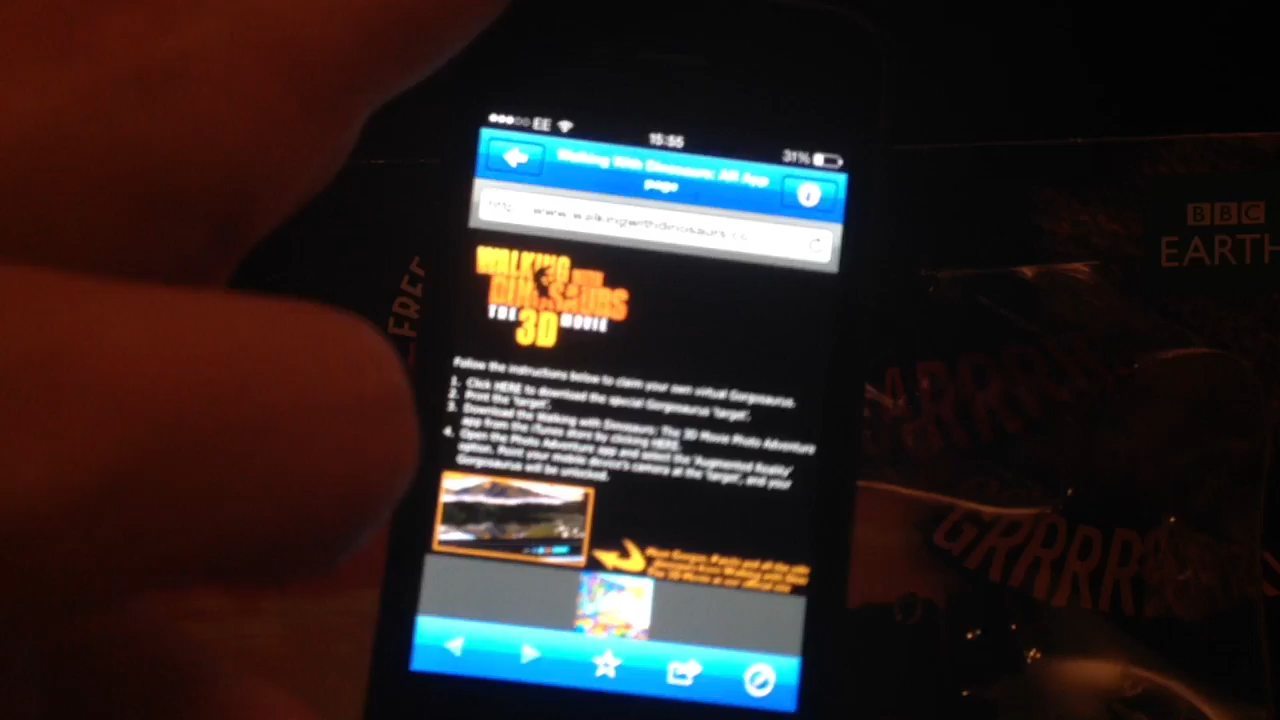 EE 15:55 31%
Walking With Dinosaurs: AR App
page
http www.walkingwithdinosaurs.co
WALKING WITH
DINOSAURS
THE 3D MOVIE
Follow the instructions below to claim your own virtual Gorgosaurus.
1. Click HERE to download the special Gorgosaurus 'target'.
2. Print the 'target'.
3. Download the Walking with Dinosaurs: The 3D Movie Photo Adventure
app from the iTunes store by clicking HERE.
4. Open the Photo Adventure app and select the 'Augmented Reality'
option. Point your mobile device's camera at the 'target', and your
Gorgosaurus will be unlocked.
FREE
BBC
EARTH
GRRRR